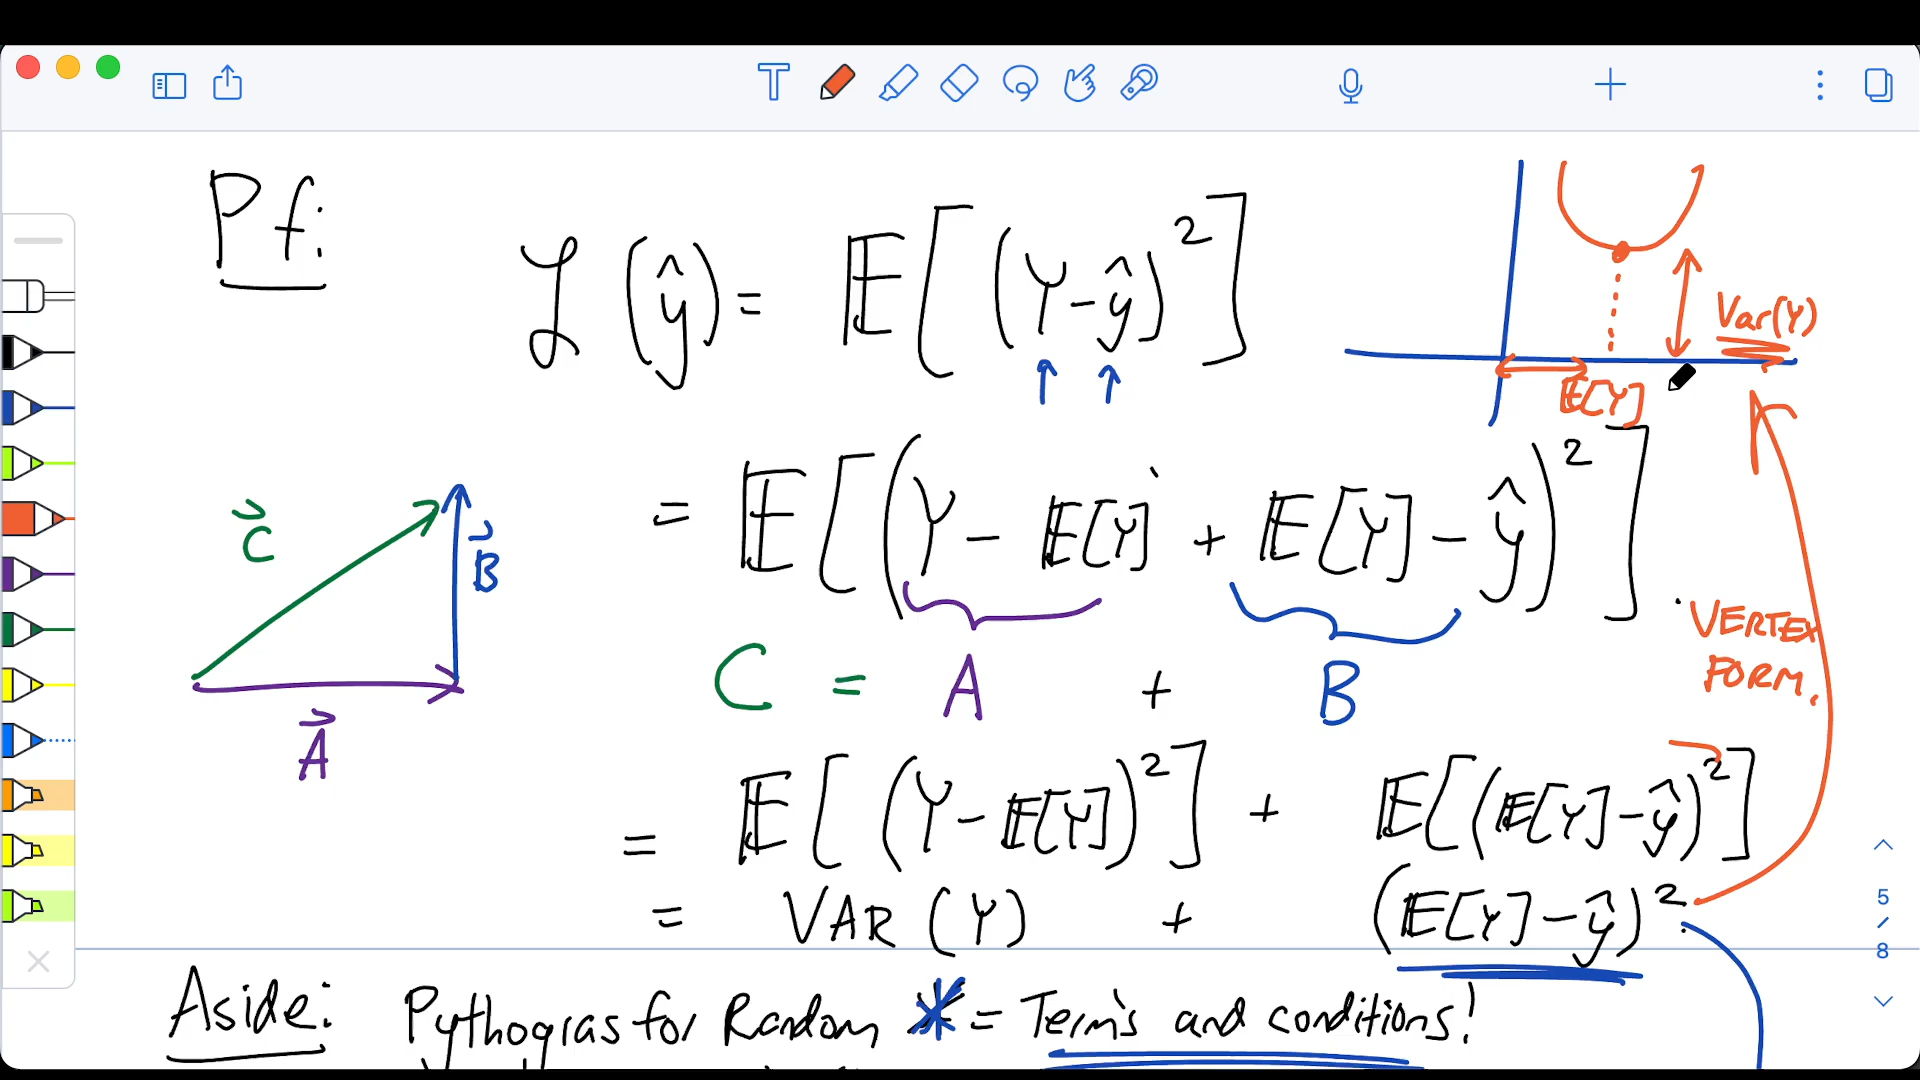 Pf:
ℒ(ŷ) = 𝔼[(Y-ŷ)²]
Var(Y)
𝔼[Y]
= 𝔼[(Y - 𝔼[Y] + 𝔼[Y] - ŷ)²]
C⃗
B⃗
A⃗
C = A + B
VERTEX
FORM.
= 𝔼[(Y-𝔼[Y])²] + 𝔼[(𝔼[Y]-ŷ)²]
= VAR(Y) + (𝔼[Y]-ŷ)².
5
/
8
Aside: Pythogras for Random * = Terms and conditions!